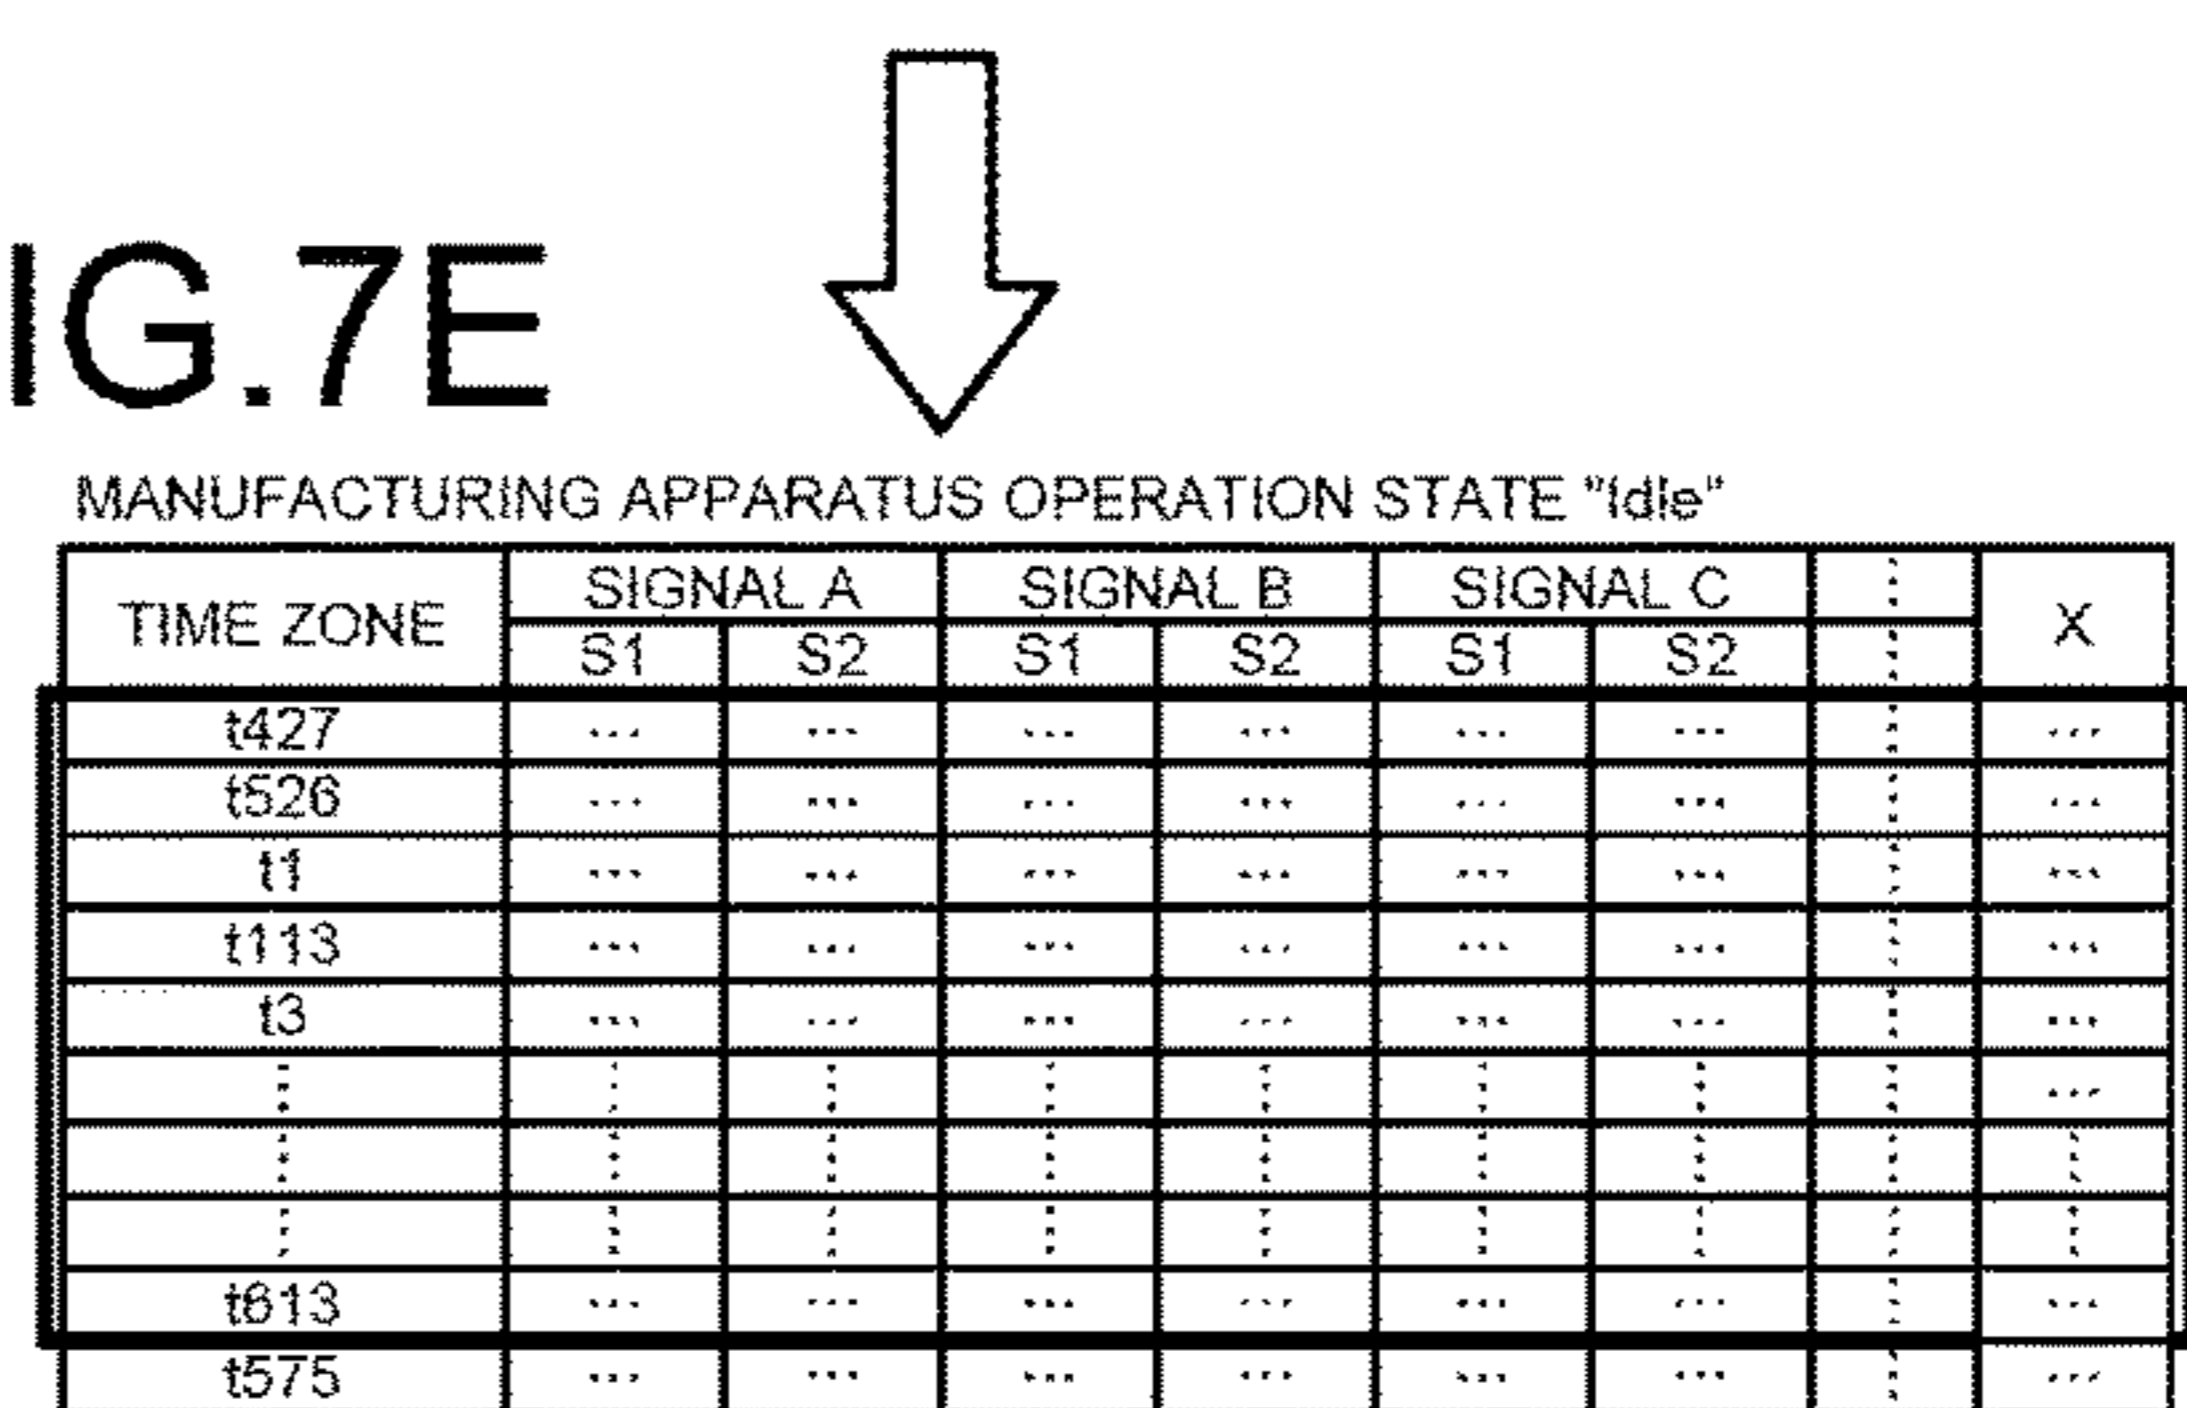 IG.7E
MANUFACTURING APPARATUS OPERATION STATE "Idle"
TIME ZONE SIGNAL A SIGNAL B SIGNAL C ⋮ X
S1 S2 S1 S2 S1 S2 ⋮
t427 ... ... ... ... ... ... ⋮ ...
t526 ... ... ... ... ... ... ⋮ ...
t1 ... ... ... ... ... ... ⋮ ...
t113 ... ... ... ... ... ... ⋮ ...
t3 ... ... ... ... ... ... ⋮ ...
⋮ ⋮ ⋮ ⋮ ⋮ ⋮ ⋮ ⋮ ...
⋮ ⋮ ⋮ ⋮ ⋮ ⋮ ⋮ ⋮ ⋮
⋮ ⋮ ⋮ ⋮ ⋮ ⋮ ⋮ ⋮ ⋮
t613 ... ... ... ... ... ... ⋮ ...
t575 ... ... ... ... ... ... ⋮ ...